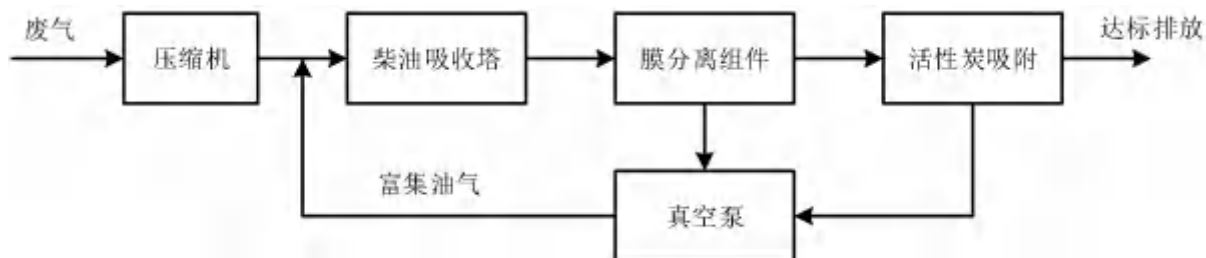 废气
压缩机
柴油吸收塔
膜分离组件
活性炭吸附
达标排放
富集油气
真空泵